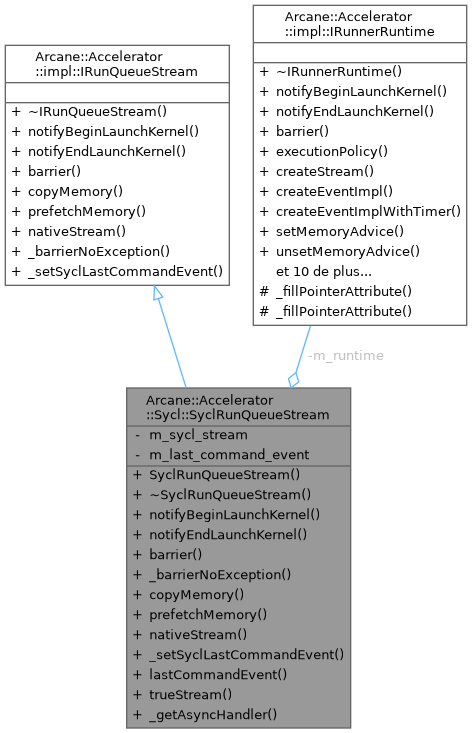 Arcane::Accelerator
::impl::IRunQueueStream
+ ~IRunQueueStream()
+ notifyBeginLaunchKernel()
+ notifyEndLaunchKernel()
+ barrier()
+ copyMemory()
+ prefetchMemory()
+ nativeStream()
+ _barrierNoException()
+ _setSyclLastCommandEvent()
Arcane::Accelerator
::impl::IRunnerRuntime
+ ~IRunnerRuntime()
+ notifyBeginLaunchKernel()
+ notifyEndLaunchKernel()
+ barrier()
+ executionPolicy()
+ createStream()
+ createEventImpl()
+ createEventImplWithTimer()
+ setMemoryAdvice()
+ unsetMemoryAdvice()
et 10 de plus...
# _fillPointerAttribute()
# _fillPointerAttribute()
-m_runtime
Arcane::Accelerator
::Sycl::SyclRunQueueStream
- m_sycl_stream
- m_last_command_event
+ SyclRunQueueStream()
+ ~SyclRunQueueStream()
+ notifyBeginLaunchKernel()
+ notifyEndLaunchKernel()
+ barrier()
+ _barrierNoException()
+ copyMemory()
+ prefetchMemory()
+ nativeStream()
+ _setSyclLastCommandEvent()
+ lastCommandEvent()
+ trueStream()
+ _getAsyncHandler()